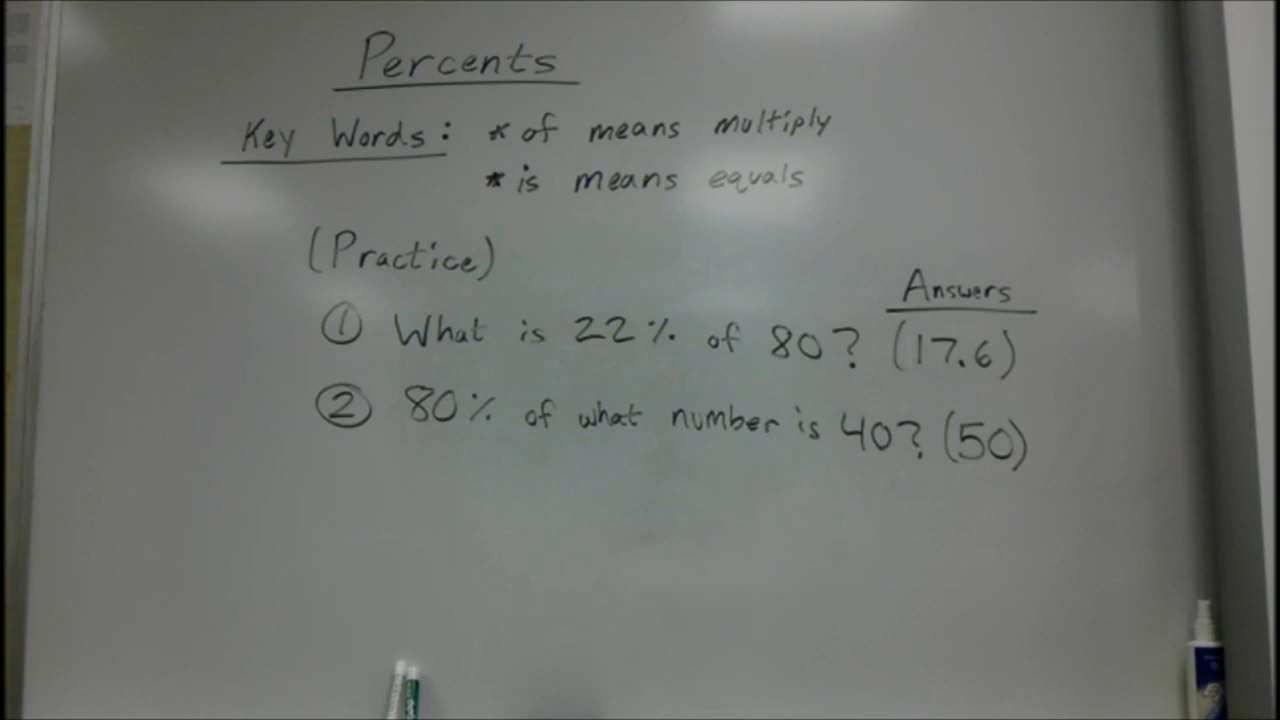 Percents
Key Words: * of means multiply
* is means equals
(Practice)
Answers
① What is 22% of 80? (17.6)
② 80% of what number is 40? (50)